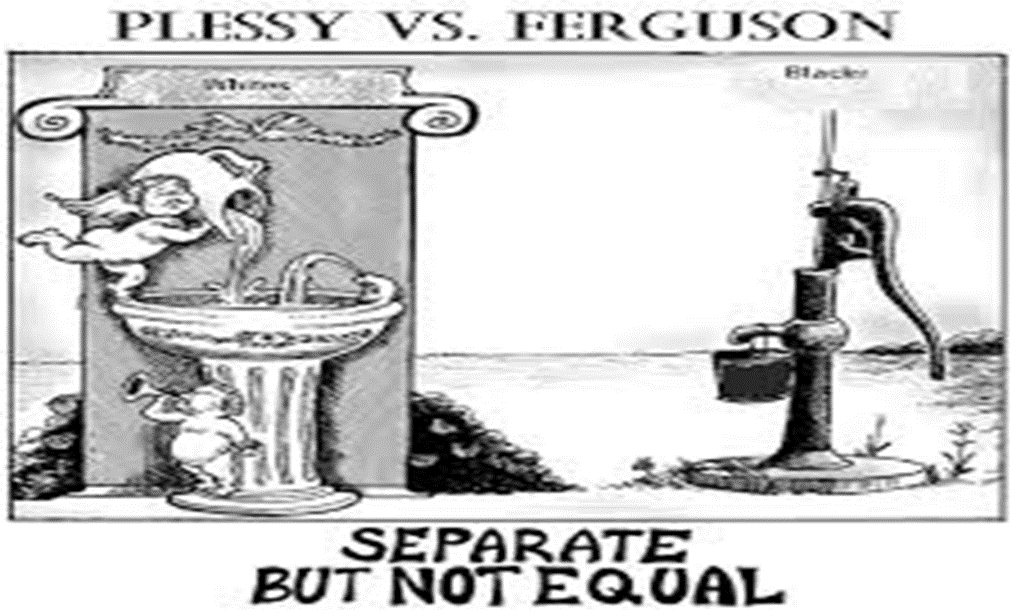 PLESSY VS. FERGUSON
Whites
Blacks
SEPARATE
BUT NOT EQUAL